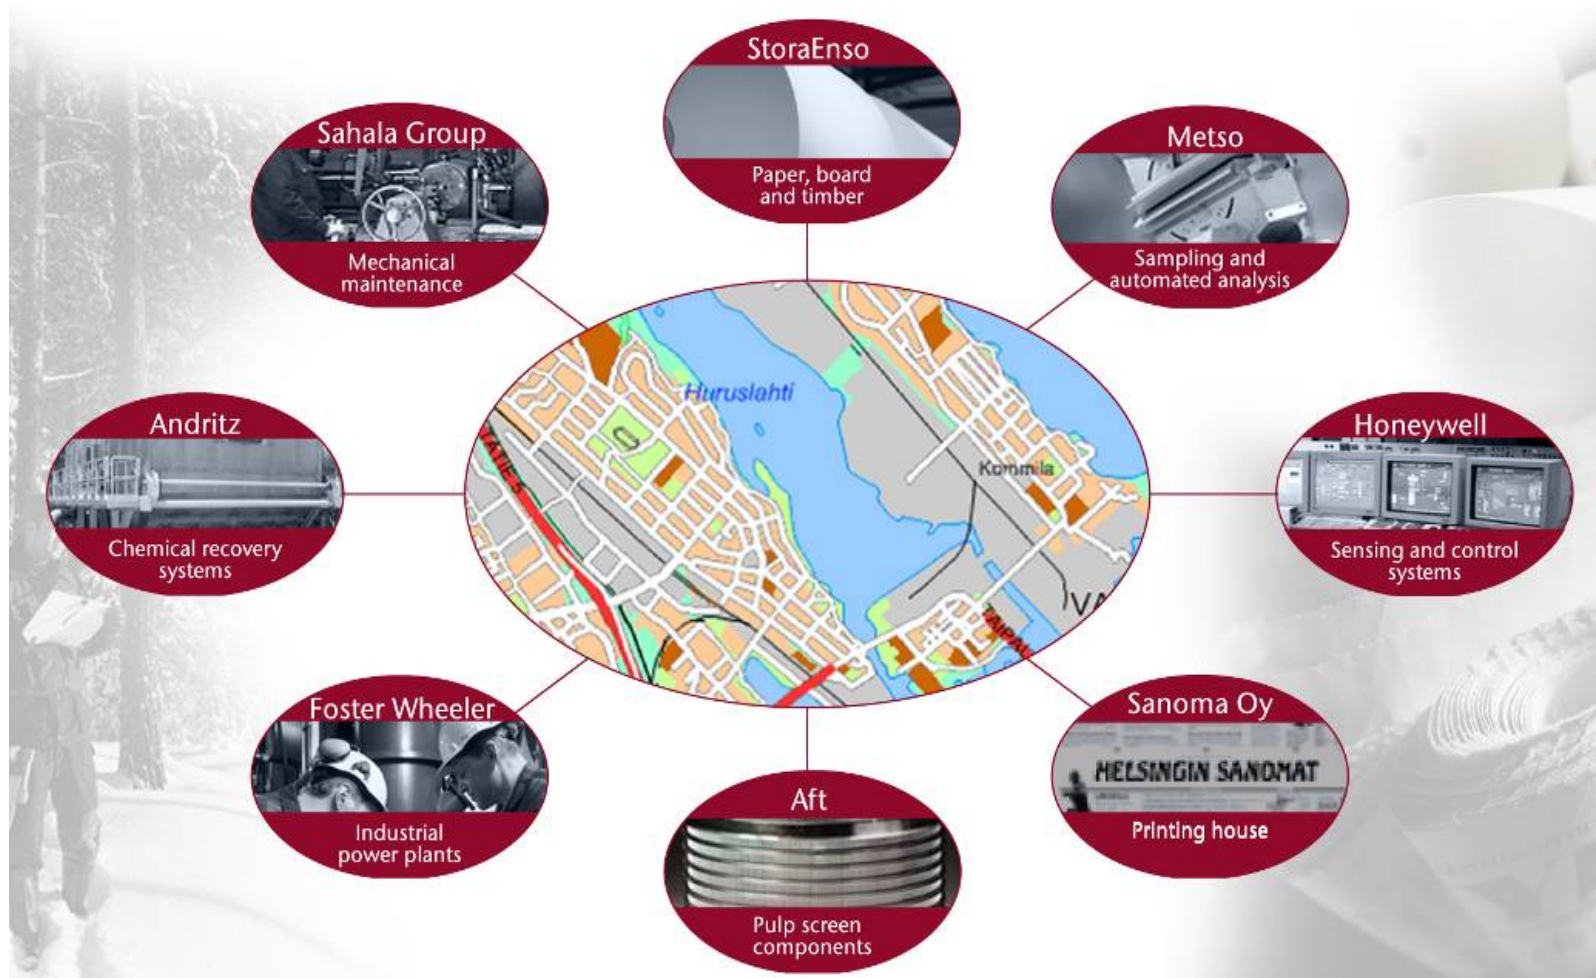 StoraEnso
Paper, board
and timber
Sahala Group
Mechanical
maintenance
Metso
Sampling and
automated analysis
Andritz
Chemical recovery
systems
Huruslahti
Kommila
Honeywell
Sensing and control
systems
Foster Wheeler
Industrial
power plants
Aft
Pulp screen
components
Sanoma Oy
HELSINGIN SANOMAT
Printing house